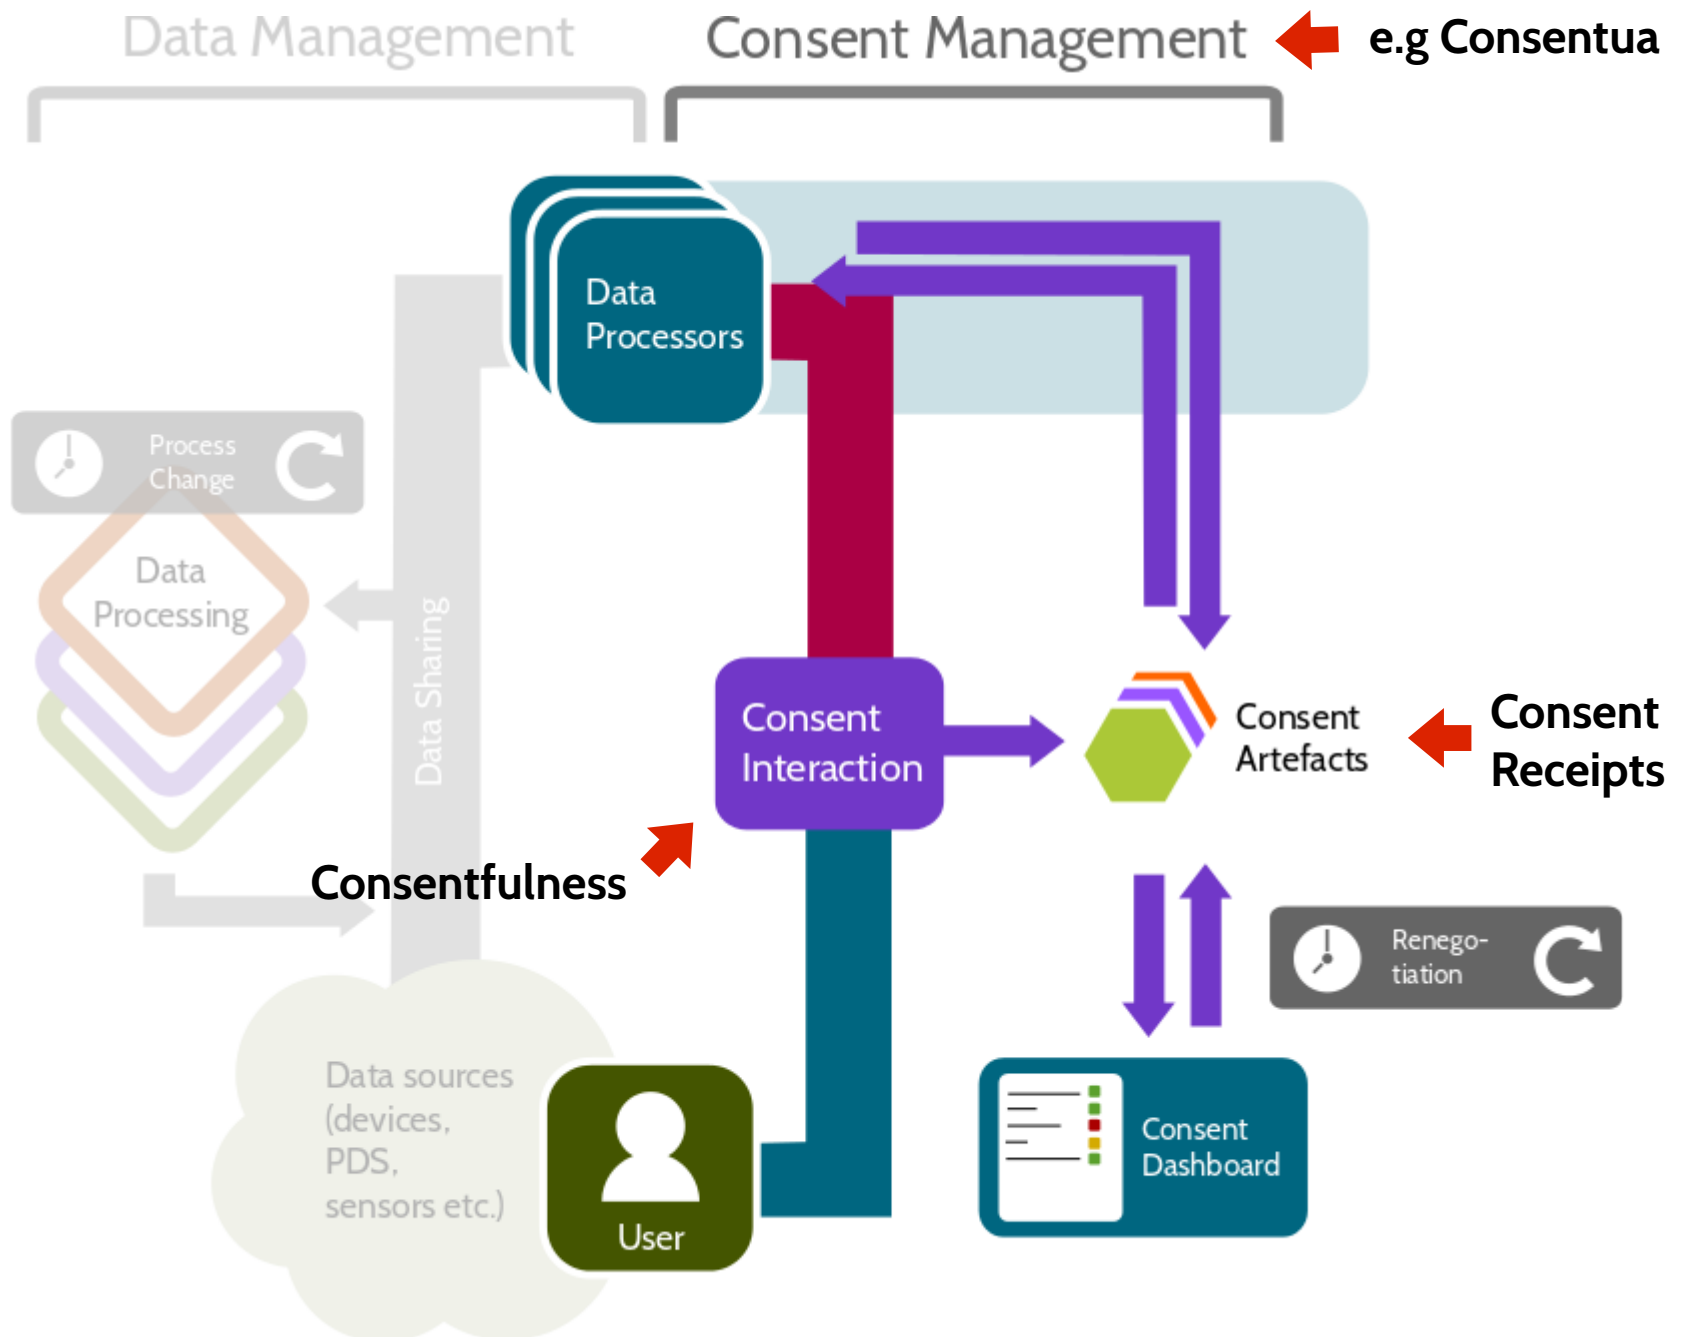 Data Management
Consent Management
e.g Consentua
Data
Processors
Process
Change
Data
Processing
Data Sharing
Consent
Interaction
Consent
Artefacts
Consent
Receipts
Consentfulness
Renego-
tiation
Data sources
(devices,
PDS,
sensors etc.)
User
Consent
Dashboard